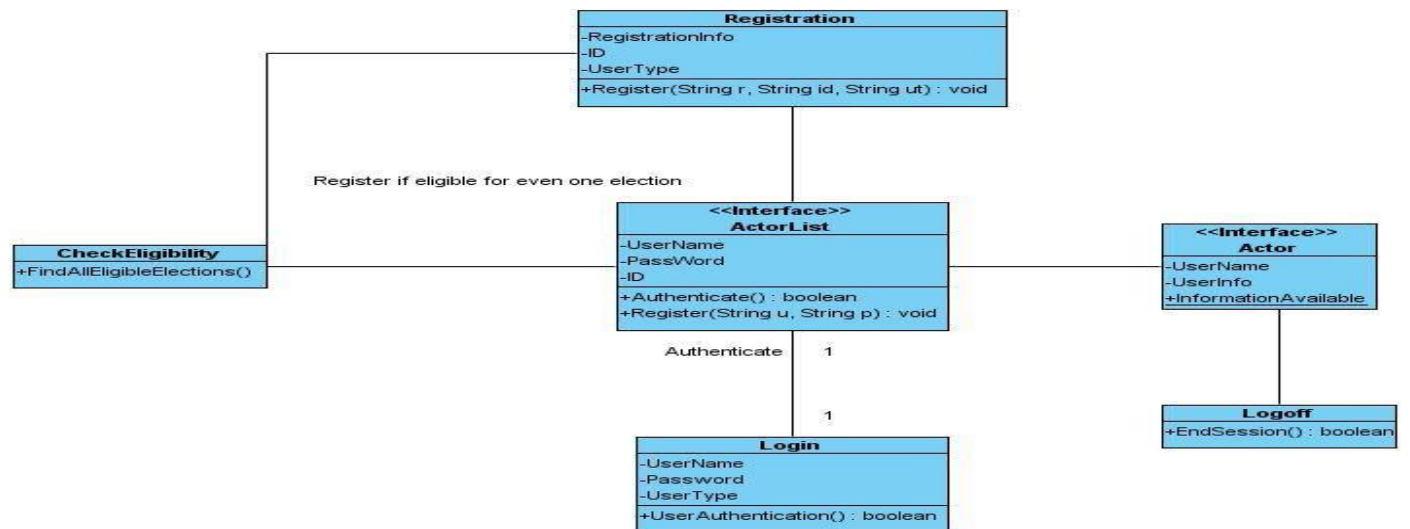 Registration
-RegistrationInfo
-ID
-UserType
+Register(String r, String id, String ut) : void
Register if eligible for even one election
CheckEligibility
+FindAllEligibleElections()
<<Interface>>
ActorList
-UserName
-PassWord
-ID
+Authenticate() : boolean
+Register(String u, String p) : void
<<Interface>>
Actor
-UserName
-UserInfo
+InformationAvailable
Authenticate 1
1
Login
-UserName
-Password
-UserType
+UserAuthentication() : boolean
Logoff
+EndSession() : boolean